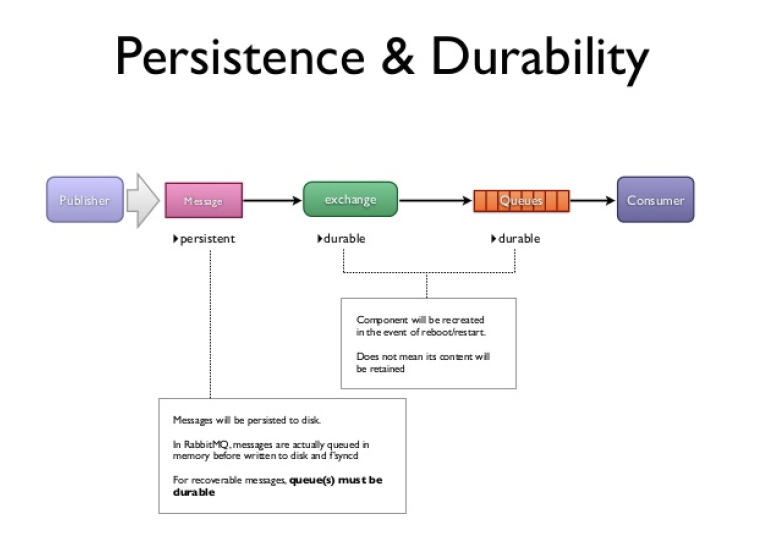 Persistence & Durability
Publisher
Message
exchange
Queues
Consumer
persistent
durable
durable
Component will be recreated
in the event of reboot/restart.
Does not mean its content will
be retained
Messages will be persisted to disk.
In RabbitMQ, messages are actually queued in
memory before written to disk and f'syncd
For recoverable messages, queue(s) must be
durable